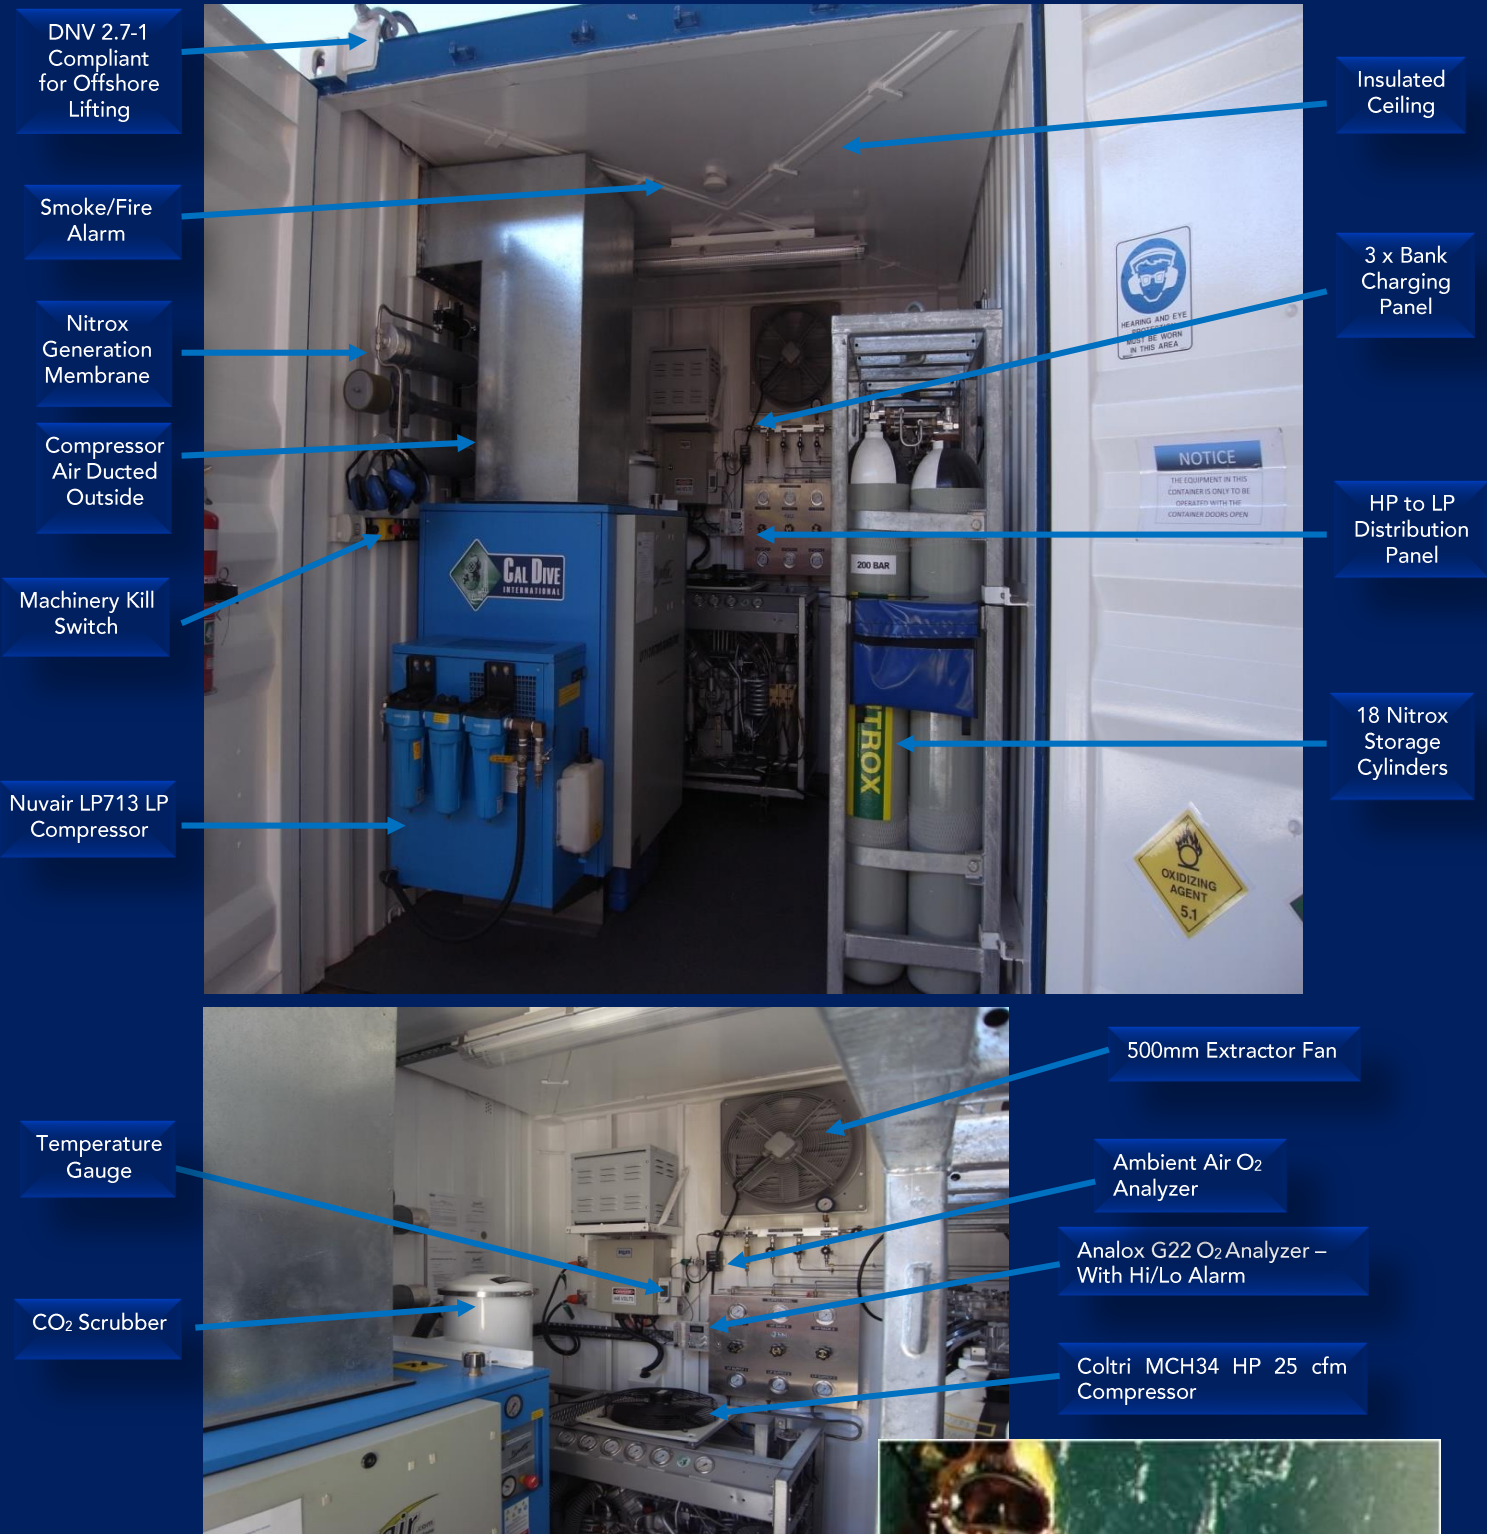 DNV 2.7-1
Compliant
for Offshore
Lifting
Smoke/Fire
Alarm
Nitrox
Generation
Membrane
Compressor
Air Ducted
Outside
Machinery Kill
Switch
Nuvair LP713 LP
Compressor
Insulated
Ceiling
3 x Bank
Charging
Panel
HP to LP
Distribution
Panel
18 Nitrox
Storage
Cylinders
HEARING AND EYE
PROTECTION
MUST BE WORN
IN THIS AREA
NOTICE
THE EQUIPMENT IN THIS
CONTAINER IS ONLY TO BE
OPERATED WITH THE
CONTAINER DOORS OPEN
CAL DIVE
INTERNATIONAL
200 BAR
TROX
OXIDIZING
AGENT
5.1
Temperature
Gauge
CO2 Scrubber
500mm Extractor Fan
Ambient Air O2
Analyzer
Analox G22 O2 Analyzer –
With Hi/Lo Alarm
Coltri MCH34 HP 25 cfm
Compressor
air